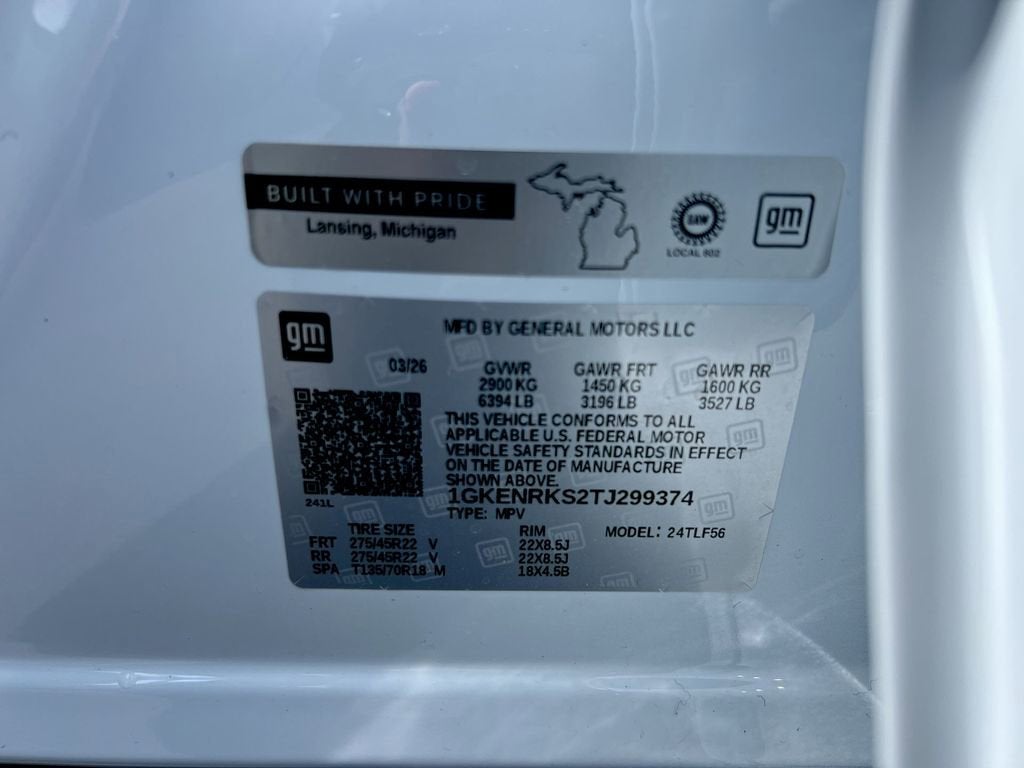 BUILT WITH PRIDE
Lansing, Michigan
UAW
LOCAL 602
gm
gm
MFD BY GENERAL MOTORS LLC
03/26
GVWR GAWR FRT GAWR RR
2900 KG 1450 KG 1600 KG
6394 LB 3196 LB 3527 LB
THIS VEHICLE CONFORMS TO ALL
APPLICABLE U.S. FEDERAL MOTOR
VEHICLE SAFETY STANDARDS IN EFFECT
ON THE DATE OF MANUFACTURE
SHOWN ABOVE.
1GKENRKS2TJ299374
241L
TYPE: MPV
TIRE SIZE RIM MODEL: 24TLF56
FRT 275/45R22 V 22X8.5J
RR 275/45R22 V 22X8.5J
SPA T135/70R18 M 18X4.5B